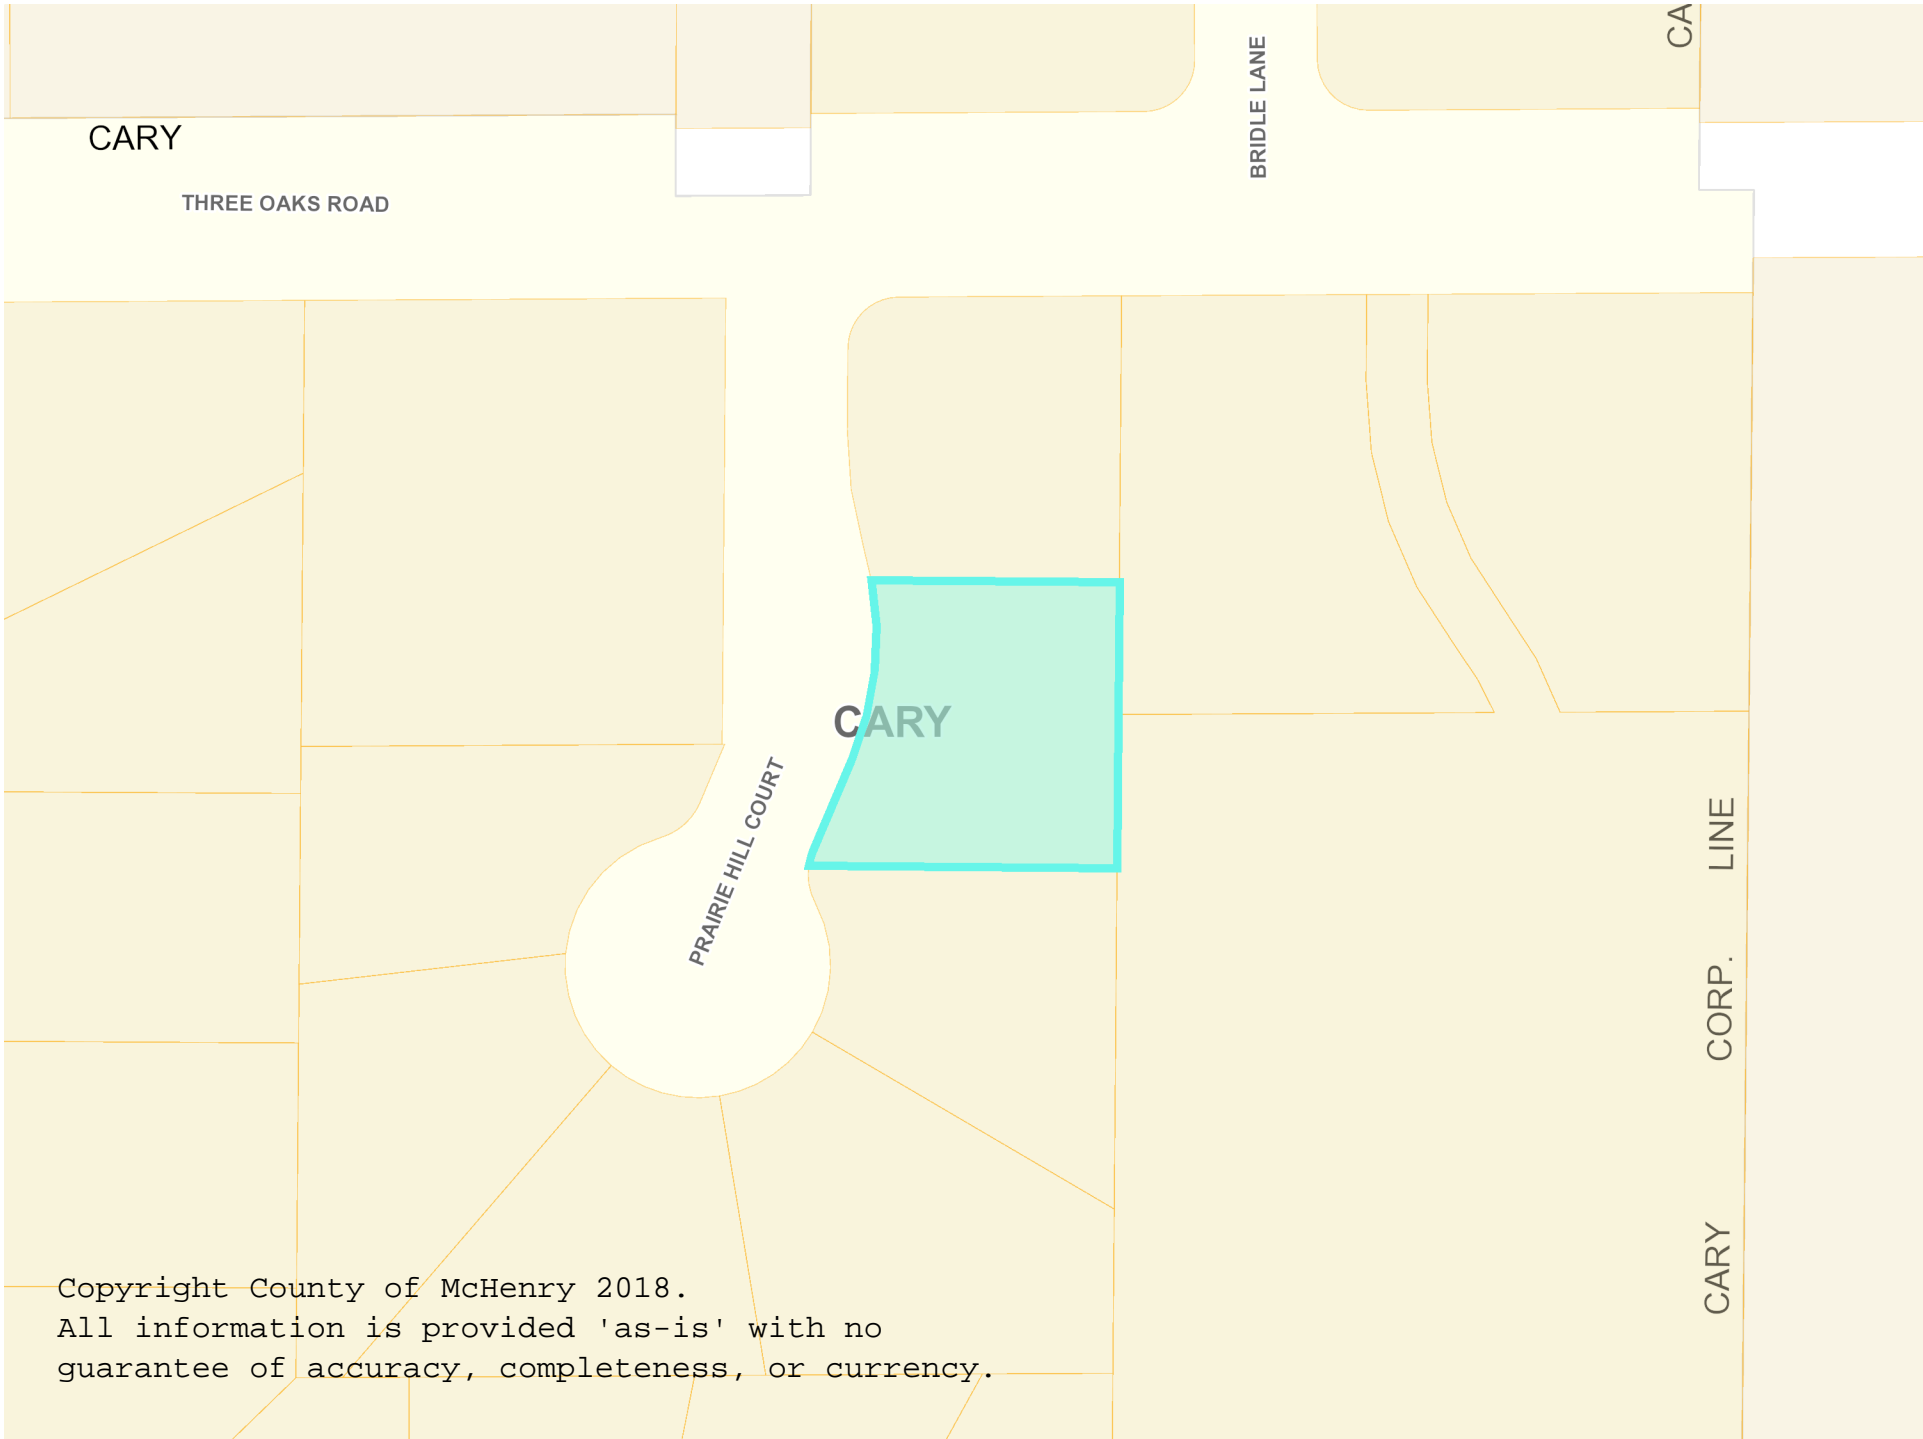 CA
BRIDLE LANE
CARY
THREE OAKS ROAD
CARY
PRAIRIE HILL COURT
CARY CORP. LINE
Copyright County of McHenry 2018.
All information is provided 'as-is' with no
guarantee of accuracy, completeness, or currency.